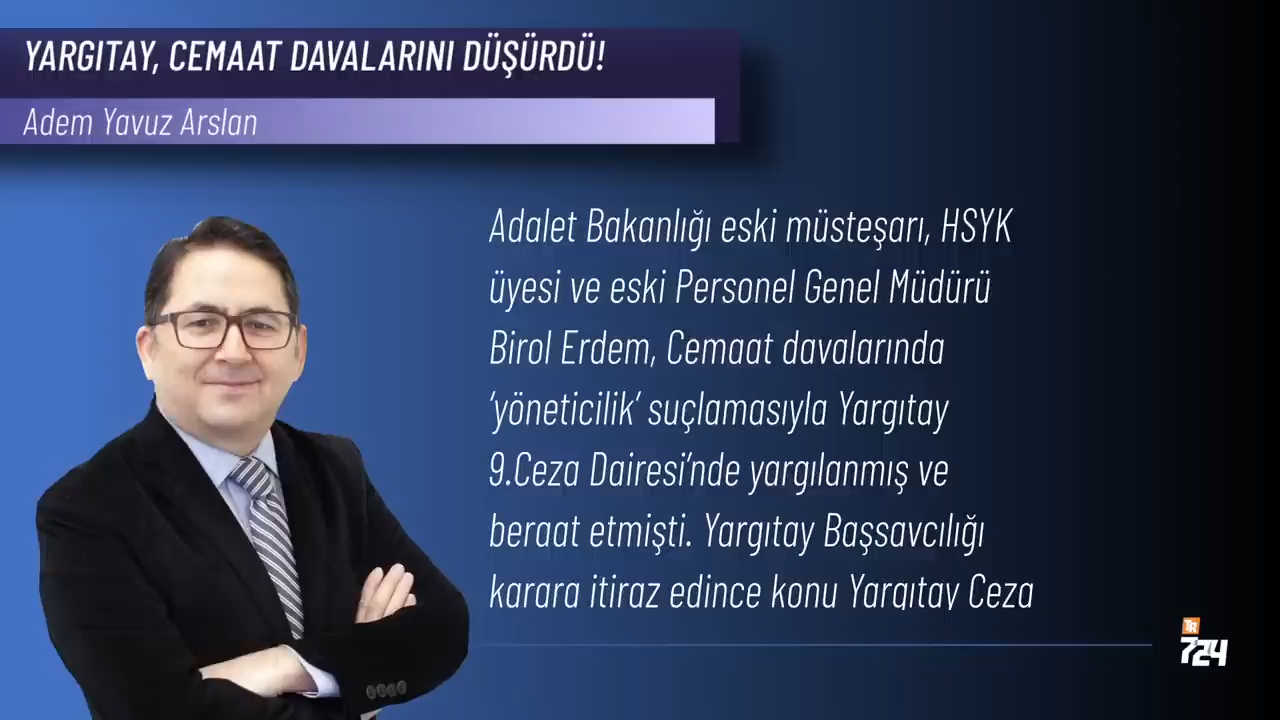 YARGITAY, CEMAAT DAVALARINI DÜŞÜRDÜ!
Adem Yavuz Arslan
Adalet Bakanlığı eski müsteşarı, HSYK
üyesi ve eski Personel Genel Müdürü
Birol Erdem, Cemaat davalarında
‘yöneticilik’ suçlamasıyla Yargıtay
9.Ceza Dairesi’nde yargılanmış ve
beraat etmişti. Yargıtay Başsavcılığı
karara itiraz edince konu Yargıtay Ceza
TR
724